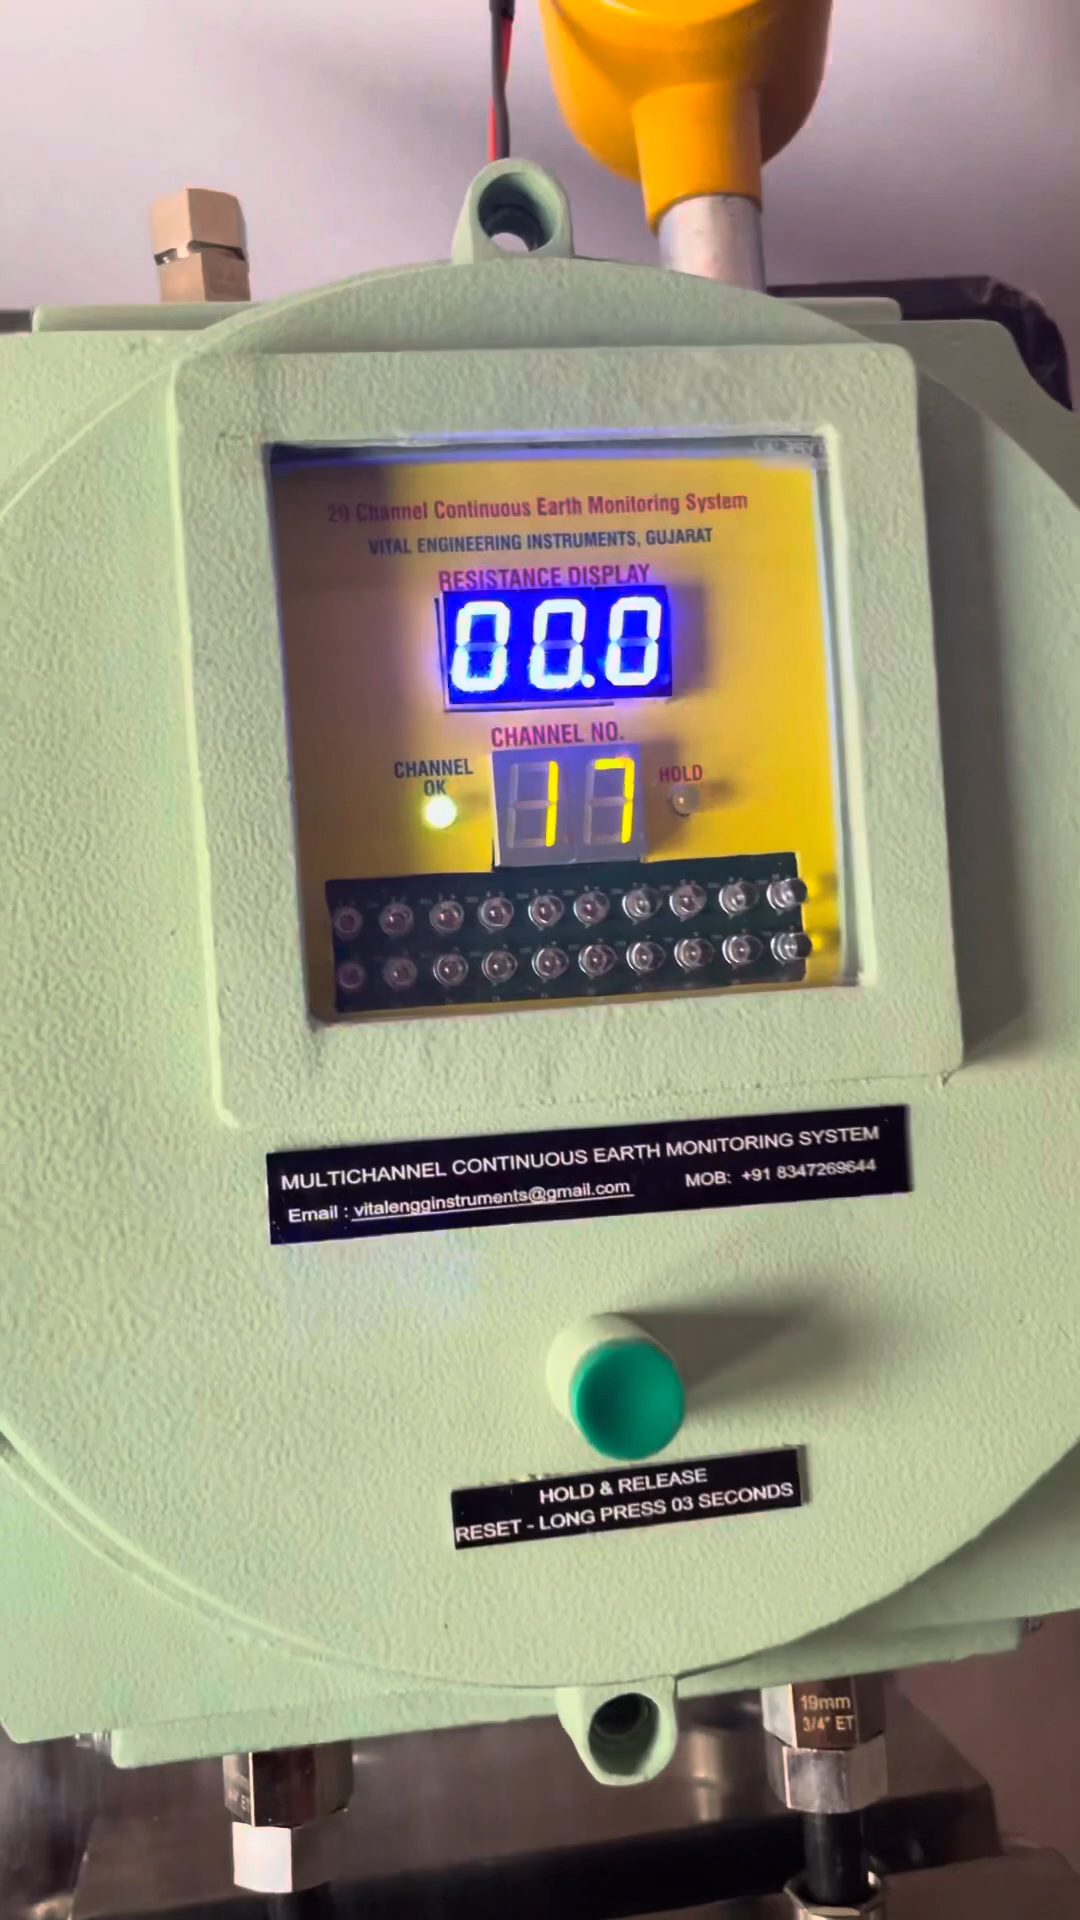 20 Channel Continuous Earth Monitoring System
VITAL ENGINEERING INSTRUMENTS, GUJARAT
RESISTANCE DISPLAY
00.0
CHANNEL NO.
CHANNEL
OK
17
HOLD
MULTICHANNEL CONTINUOUS EARTH MONITORING SYSTEM
Email : vitalengginstruments@gmail.com MOB: +91 8347269644
HOLD & RELEASE
RESET - LONG PRESS 03 SECONDS
19mm
3/4" ET